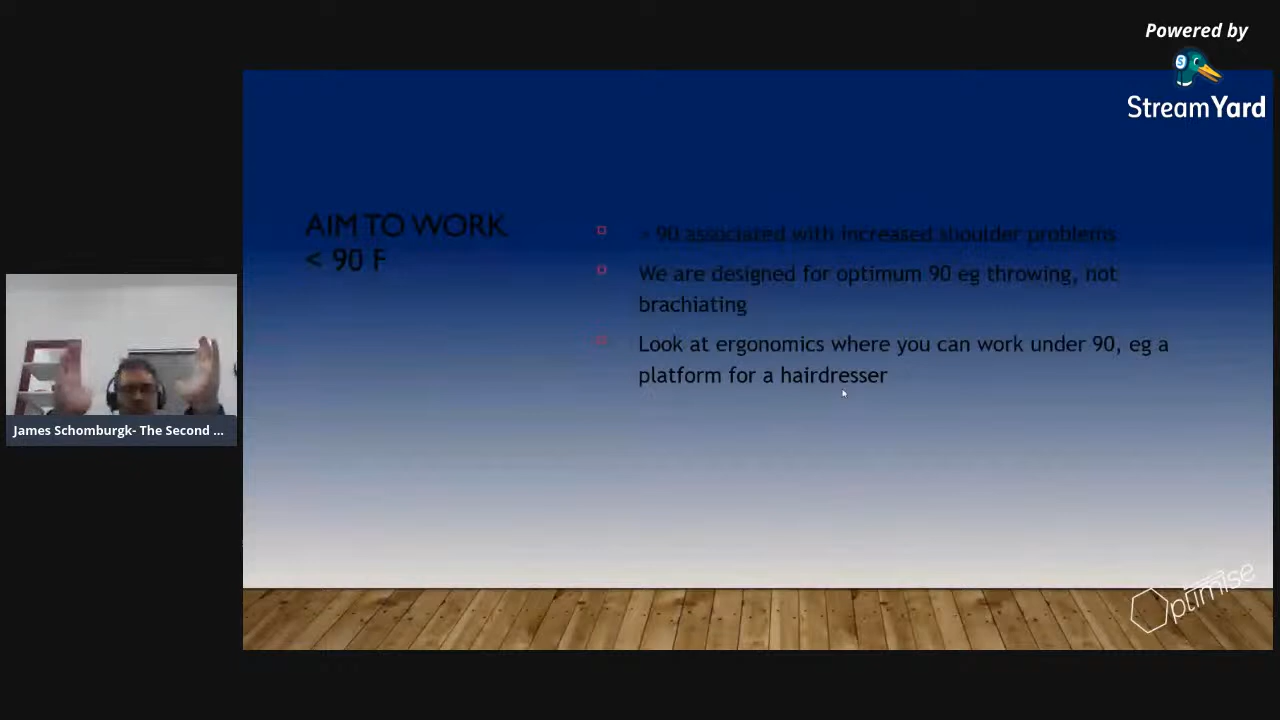 Powered by
StreamYard
AIM TO WORK
< 90 F
> 90 associated with increased shoulder problems
We are designed for optimum 90 eg throwing, not
brachiating
Look at ergonomics where you can work under 90, eg a
platform for a hairdresser
James Schomburgk- The Second ...
Optimise